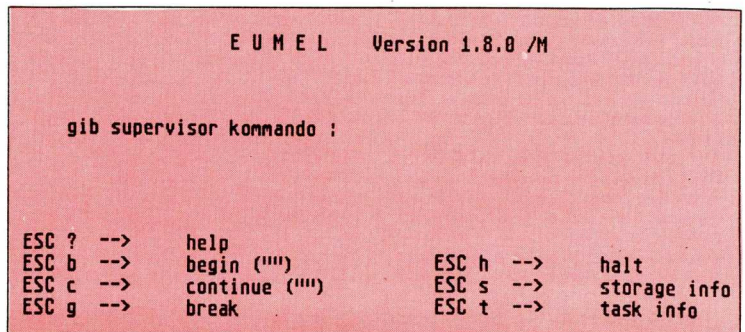 E U M E L Version 1.8.0 /M
gib supervisor kommando :
ESC ? --> help
ESC b --> begin ("") ESC h --> halt
ESC c --> continue ("") ESC s --> storage info
ESC g --> break ESC t --> task info